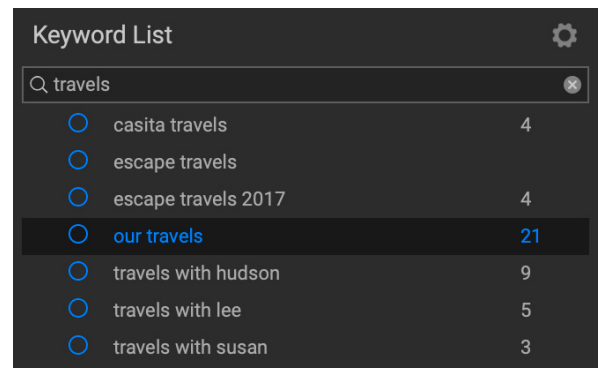 Keyword List
travels
casita travels 4
escape travels
escape travels 2017 4
our travels 21
travels with hudson 9
travels with lee 5
travels with susan 3